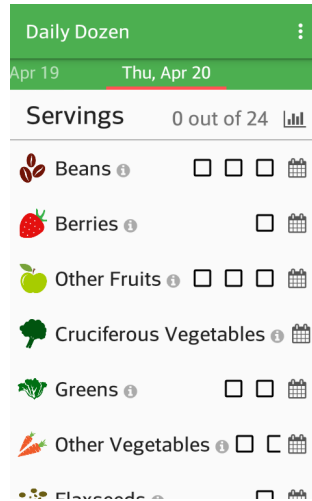 Daily Dozen
Apr 19 Thu, Apr 20
Servings 0 out of 24
Beans
Berries
Other Fruits
Cruciferous Vegetables
Greens
Other Vegetables
Flaxseeds